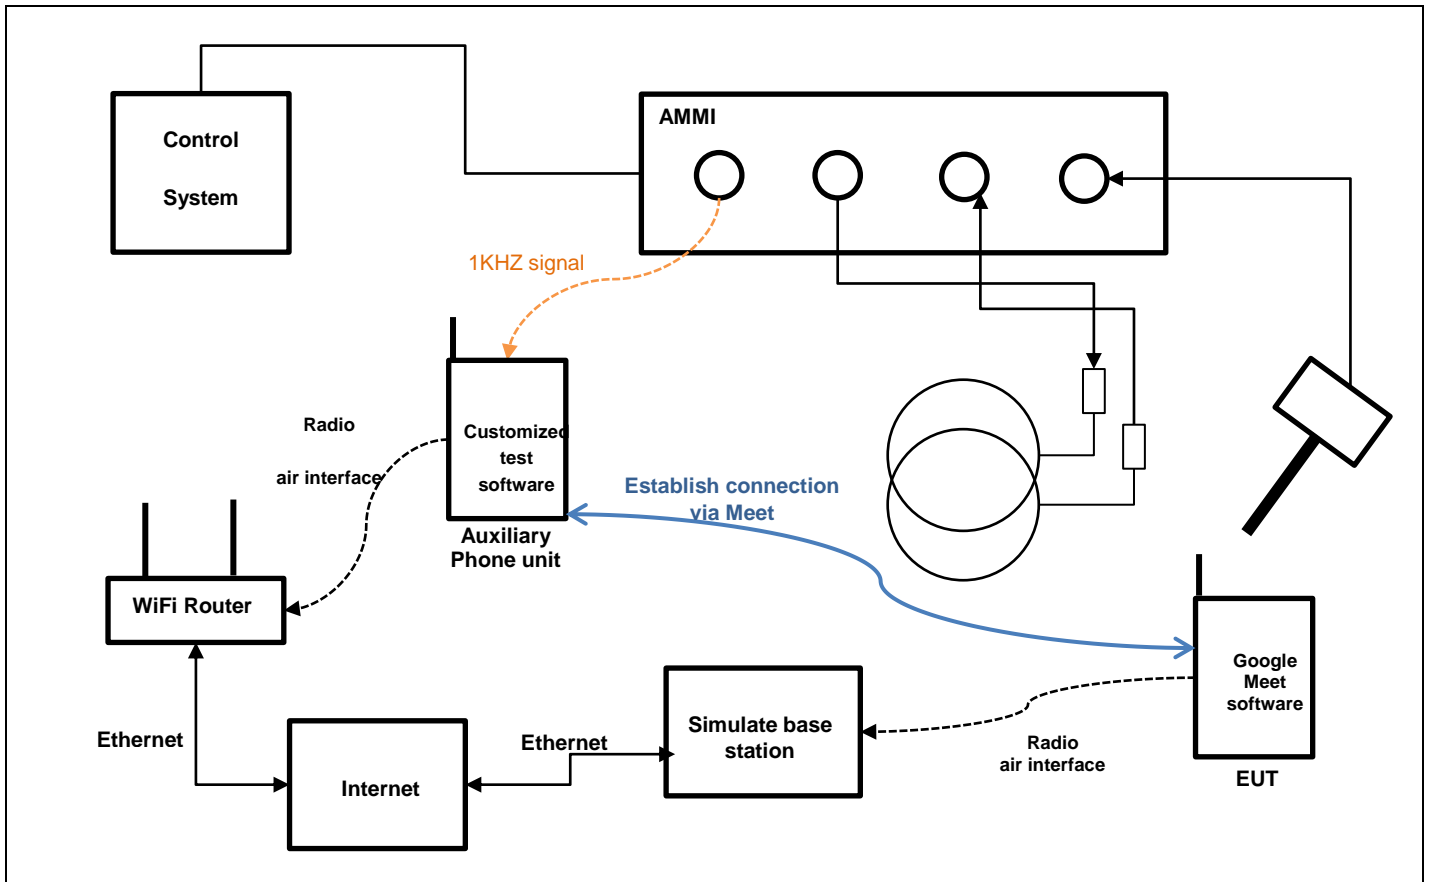 AMMI
Control
System
1KHZ signal
Radio
air interface
Customized
test
software
Auxiliary
Phone unit
Establish connection
via Meet
WiFi Router
Google
Meet
software
EUT
Simulate base
station
Radio
air interface
Ethernet
Ethernet
Internet